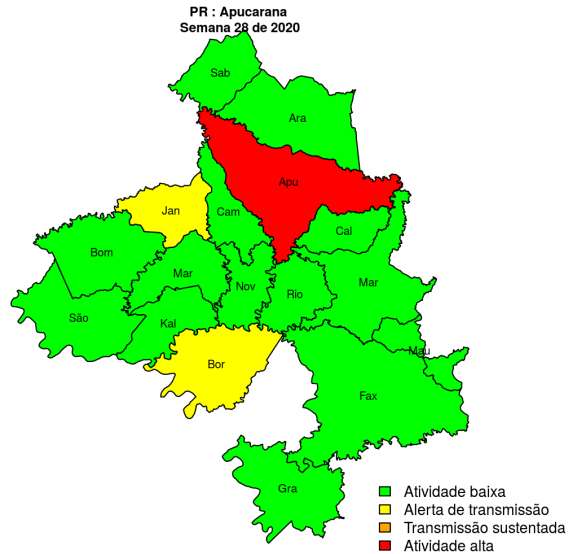 PR : Apucarana
Semana 28 de 2020
Sab
Ara
Apu
Jan
Cam
Cal
Bom
Mar
Nov
Rio
Mar
São
Kal
Mau
Bor
Fax
Gra
Atividade baixa
Alerta de transmissão
Transmissão sustentada
Atividade alta